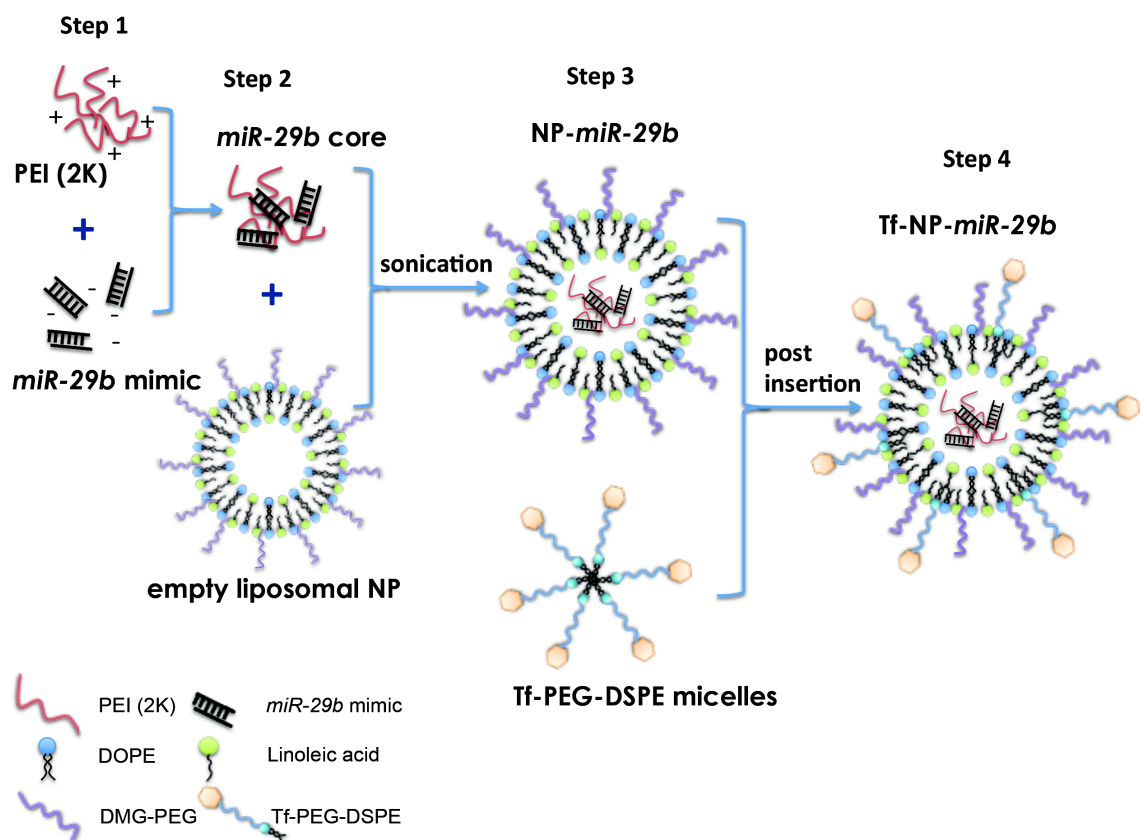 Step 1
+
+
+
+
PEI (2K)
+
-
-
-
-
miR-29b mimic
Step 2
miR-29b core
+
empty liposomal NP
sonication
Step 3
NP-miR-29b
Tf-PEG-DSPE micelles
post
insertion
Step 4
Tf-NP-miR-29b
PEI (2K)
miR-29b mimic
DOPE
Linoleic acid
DMG-PEG
Tf-PEG-DSPE